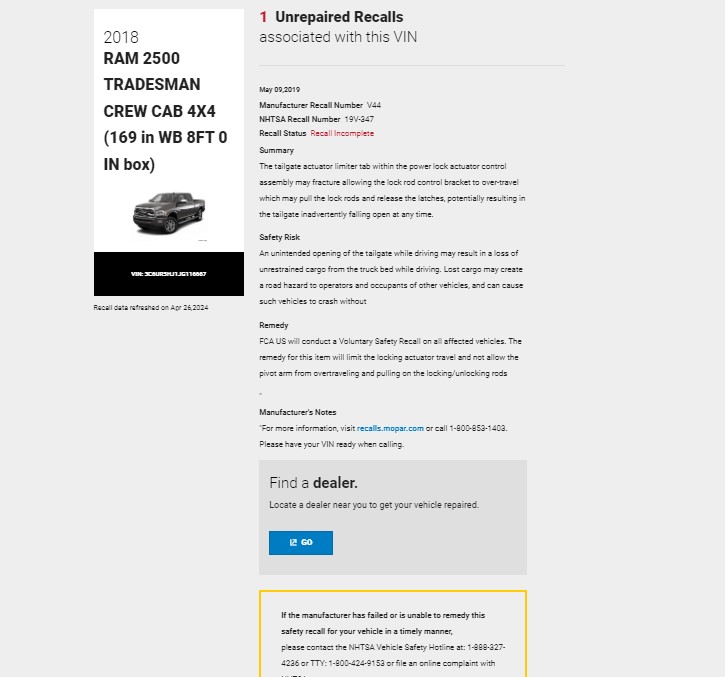 2018
RAM 2500
TRADESMAN
CREW CAB 4X4
(169 in WB 8FT 0
IN box)
VIN: 3C6UR5HJ1JG116667
Recall data refreshed on Apr 26,2024
1 Unrepaired Recalls
associated with this VIN
May 09,2019
Manufacturer Recall Number V44
NHTSA Recall Number 19V-347
Recall Status Recall Incomplete
Summary
The tailgate actuator limiter tab within the power lock actuator control
assembly may fracture allowing the lock rod control bracket to over-travel
which may pull the lock rods and release the latches, potentially resulting in
the tailgate inadvertently falling open at any time.
Safety Risk
An unintended opening of the tailgate while driving may result in a loss of
unrestrained cargo from the truck bed while driving. Lost cargo may create
a road hazard to operators and occupants of other vehicles, and can cause
such vehicles to crash without
Remedy
FCA US will conduct a Voluntary Safety Recall on all affected vehicles. The
remedy for this item will limit the locking actuator travel and not allow the
pivot arm from overtraveling and pulling on the locking/unlocking rods
"
Manufacturer's Notes
"For more information, visit recalls.mopar.com or call 1-800-853-1403.
Please have your VIN ready when calling.
Find a dealer.
Locate a dealer near you to get your vehicle repaired.
GO
If the manufacturer has failed or is unable to remedy this
safety recall for your vehicle in a timely manner,
please contact the NHTSA Vehicle Safety Hotline at: 1-888-327-
4236 or TTY: 1-800-424-9153 or file an online complaint with